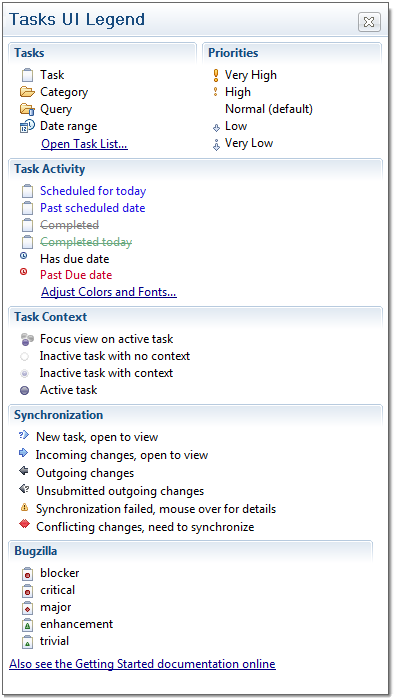 Tasks UI Legend
Tasks
Task
Category
Query
Date range
Open Task List...
Priorities
Very High
High
Normal (default)
Low
Very Low
Task Activity
Scheduled for today
Past scheduled date
Completed
Completed today
Has due date
Past Due date
Adjust Colors and Fonts...
Task Context
Focus view on active task
Inactive task with no context
Inactive task with context
Active task
Synchronization
New task, open to view
Incoming changes, open to view
Outgoing changes
Unsubmitted outgoing changes
Synchronization failed, mouse over for details
Conflicting changes, need to synchronize
Bugzilla
blocker
critical
major
enhancement
trivial
Also see the Getting Started documentation online